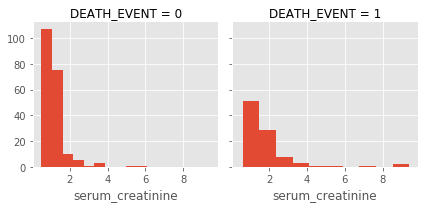 DEATH_EVENT = 0 DEATH_EVENT = 1
100
80
60
40
20
0
2 4 6 8 2 4 6 8
serum_creatinine serum_creatinine